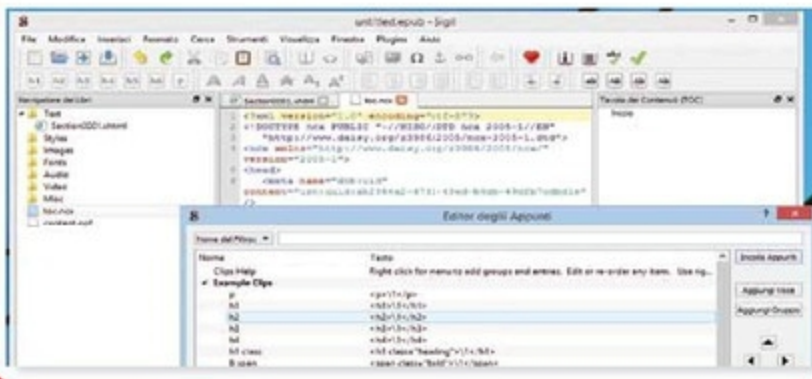 untitled.epub - Sigil
File Modifica Inserisci Formato Cerca Strumenti Visualizza Finestra Plugins Aiuto
Navigatore del Libri
Text
Section0001.xhtml
Styles
Images
Fonts
Audio
Video
Misc
toc.ncx
content.opf
Section0001.xhtml
toc.ncx
<?xml version="1.0" encoding="utf-8"?>
<!DOCTYPE ncx PUBLIC "-//NISO//DTD ncx 2005-1//EN"
"http://www.daisy.org/z3986/2005/ncx-2005-1.dtd">
<ncx xmlns="http://www.daisy.org/z3986/2005/ncx/"
version="2005-1">
<head>
<meta name="dtb:uid"
Tavola dei Contenuti (TOC)
Inizio
Editor degli Appunti
Nome del Filtro:
Nome
Testo
Clips Help
Right click for menu to add groups and entries. Edit or re-order any item. Use rig...
Example Clips
p
<p>\1</p>
h1
<h1>\1</h1>
h2
<h2>\1</h2>
h3
<h3>\1</h3>
h4
<h4>\1</h4>
h1 class
<h1 class="heading">\1</h1>
B span
<span class="bold">\1</span>
Incolla Appunti
Aggiungi Voce
Aggiungi Gruppo